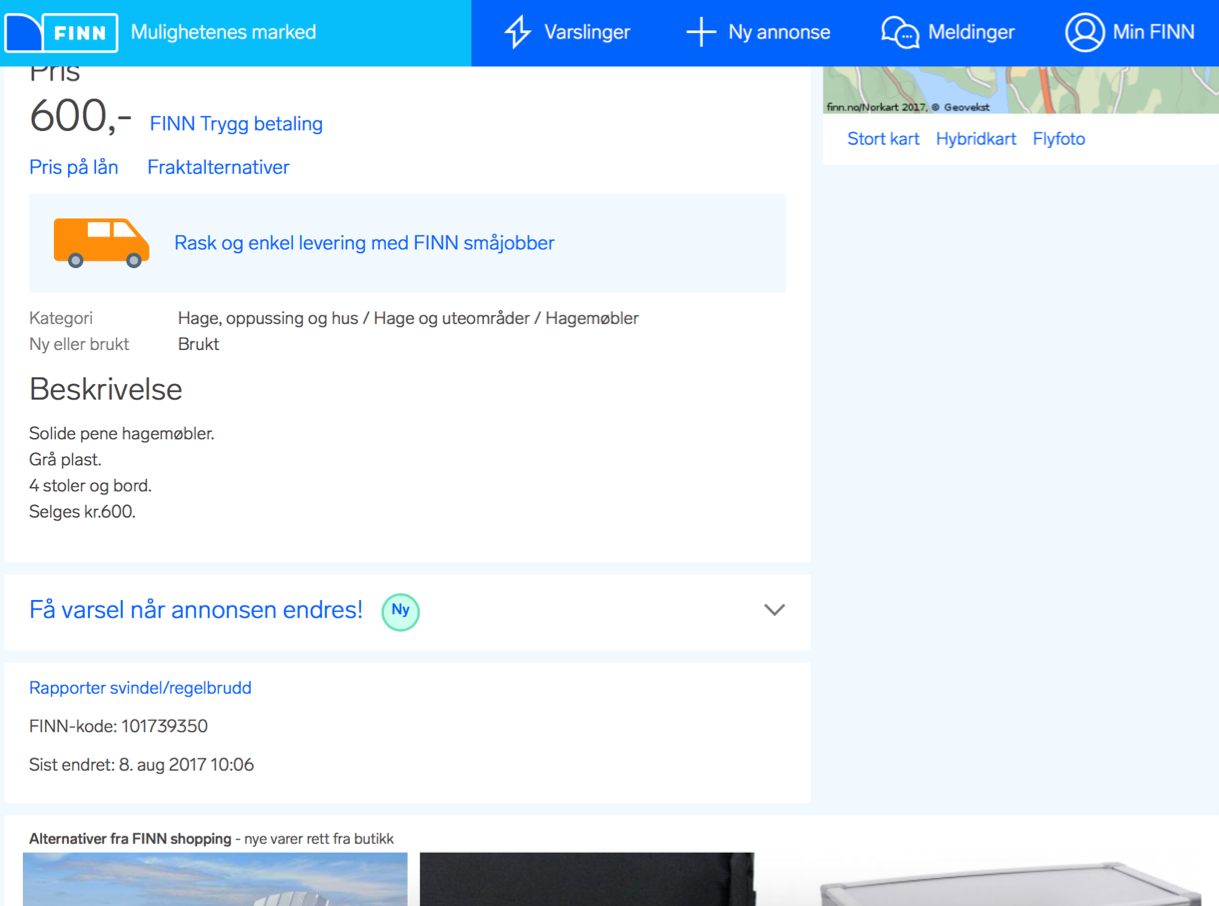 FINN Mulighetenes marked Varslinger Ny annonse Meldinger Min FINN
Pris
600,- FINN Trygg betaling
Pris på lån Fraktalternativer
Rask og enkel levering med FINN småjobber
Kategori Hage, oppussing og hus / Hage og uteområder / Hagemøbler
Ny eller brukt Brukt
Beskrivelse
Solide pene hagemøbler.
Grå plast.
4 stoler og bord.
Selges kr.600.
Få varsel når annonsen endres! Ny
Rapporter svindel/regelbrudd
FINN-kode: 101739350
Sist endret: 8. aug 2017 10:06
finn.no/Norkart 2017, © Geovekst
Stort kart Hybridkart Flyfoto
Alternativer fra FINN shopping - nye varer rett fra butikk